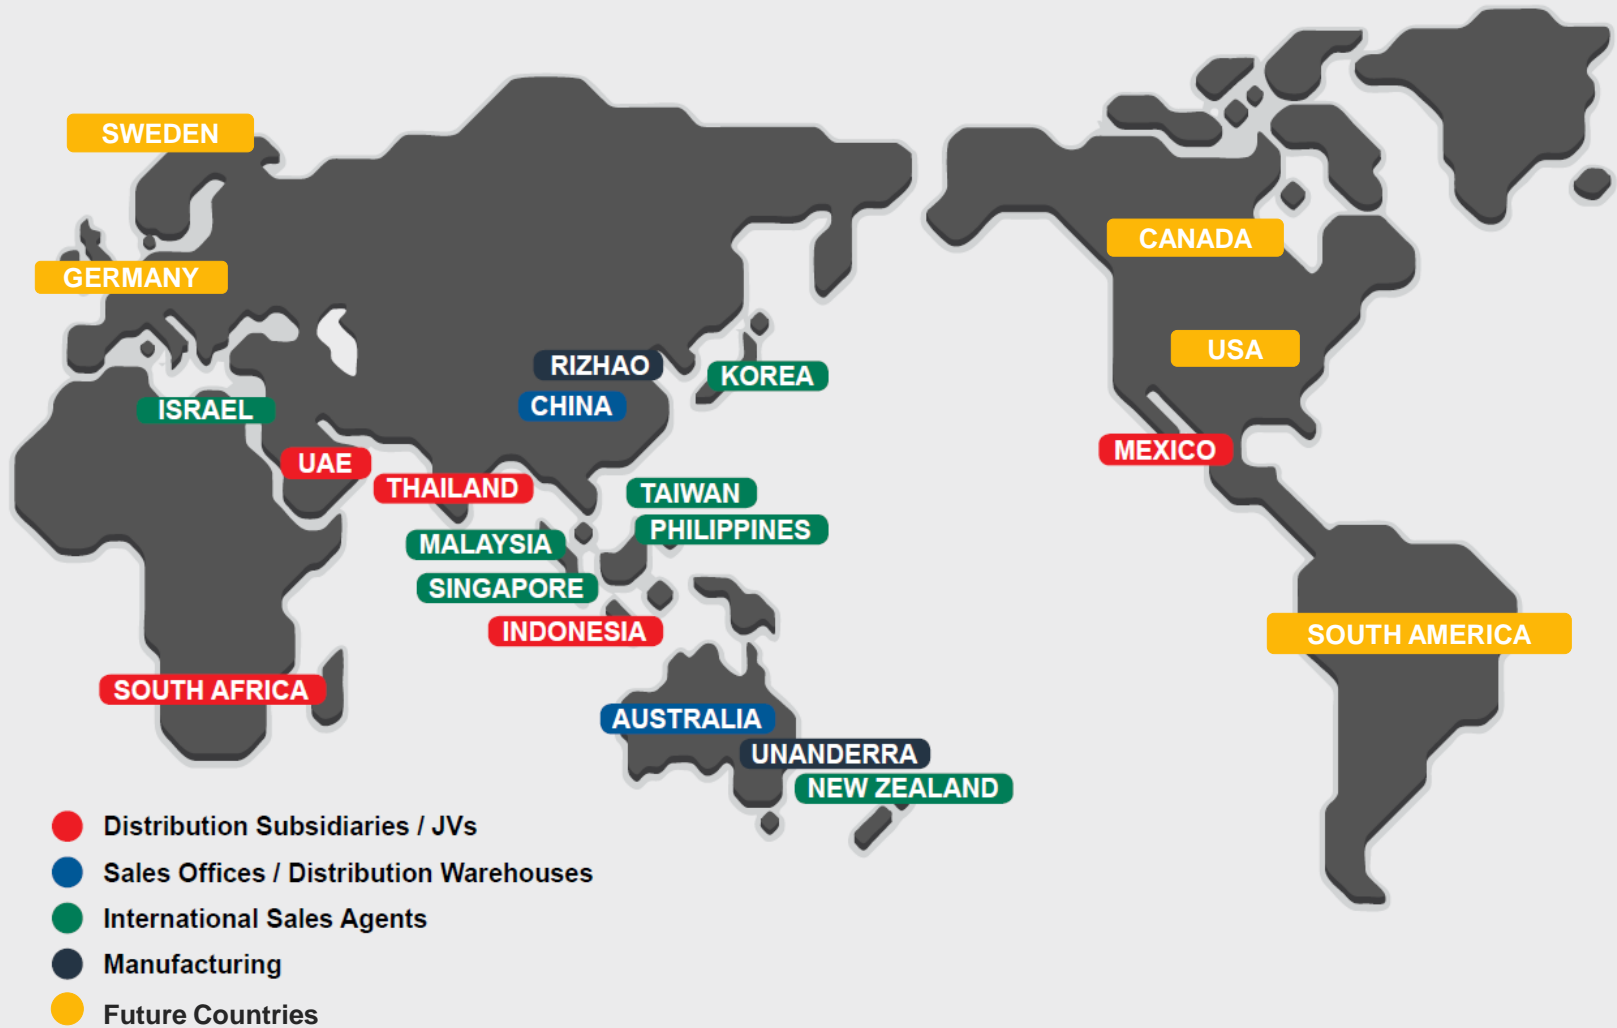 SWEDEN
GERMANY
CANADA
USA
RIZHAO
CHINA
KOREA
ISRAEL
UAE
THAILAND
MEXICO
TAIWAN
PHILIPPINES
MALAYSIA
SINGAPORE
INDONESIA
SOUTH AMERICA
SOUTH AFRICA
AUSTRALIA
UNANDERRA
NEW ZEALAND
Distribution Subsidiaries / JVs
Sales Offices / Distribution Warehouses
International Sales Agents
Manufacturing
Future Countries